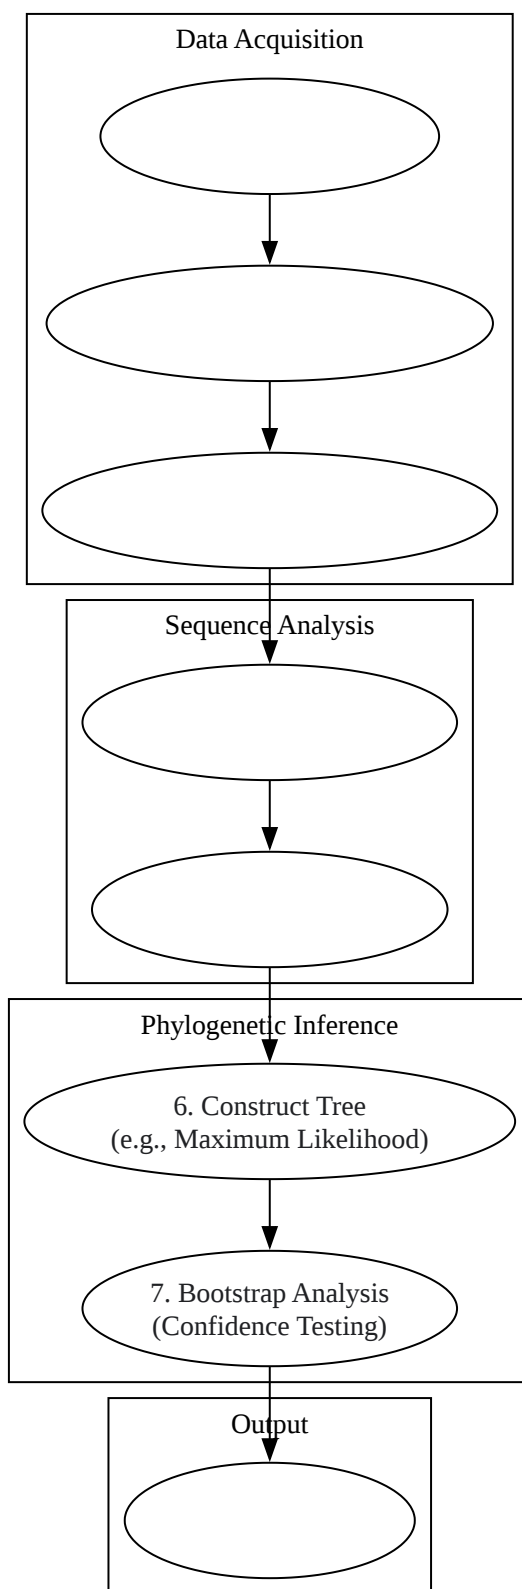 Data Acquisition
Sequence Analysis
Phylogenetic Inference
6. Construct Tree
(e.g., Maximum Likelihood)
7. Bootstrap Analysis
(Confidence Testing)
Output